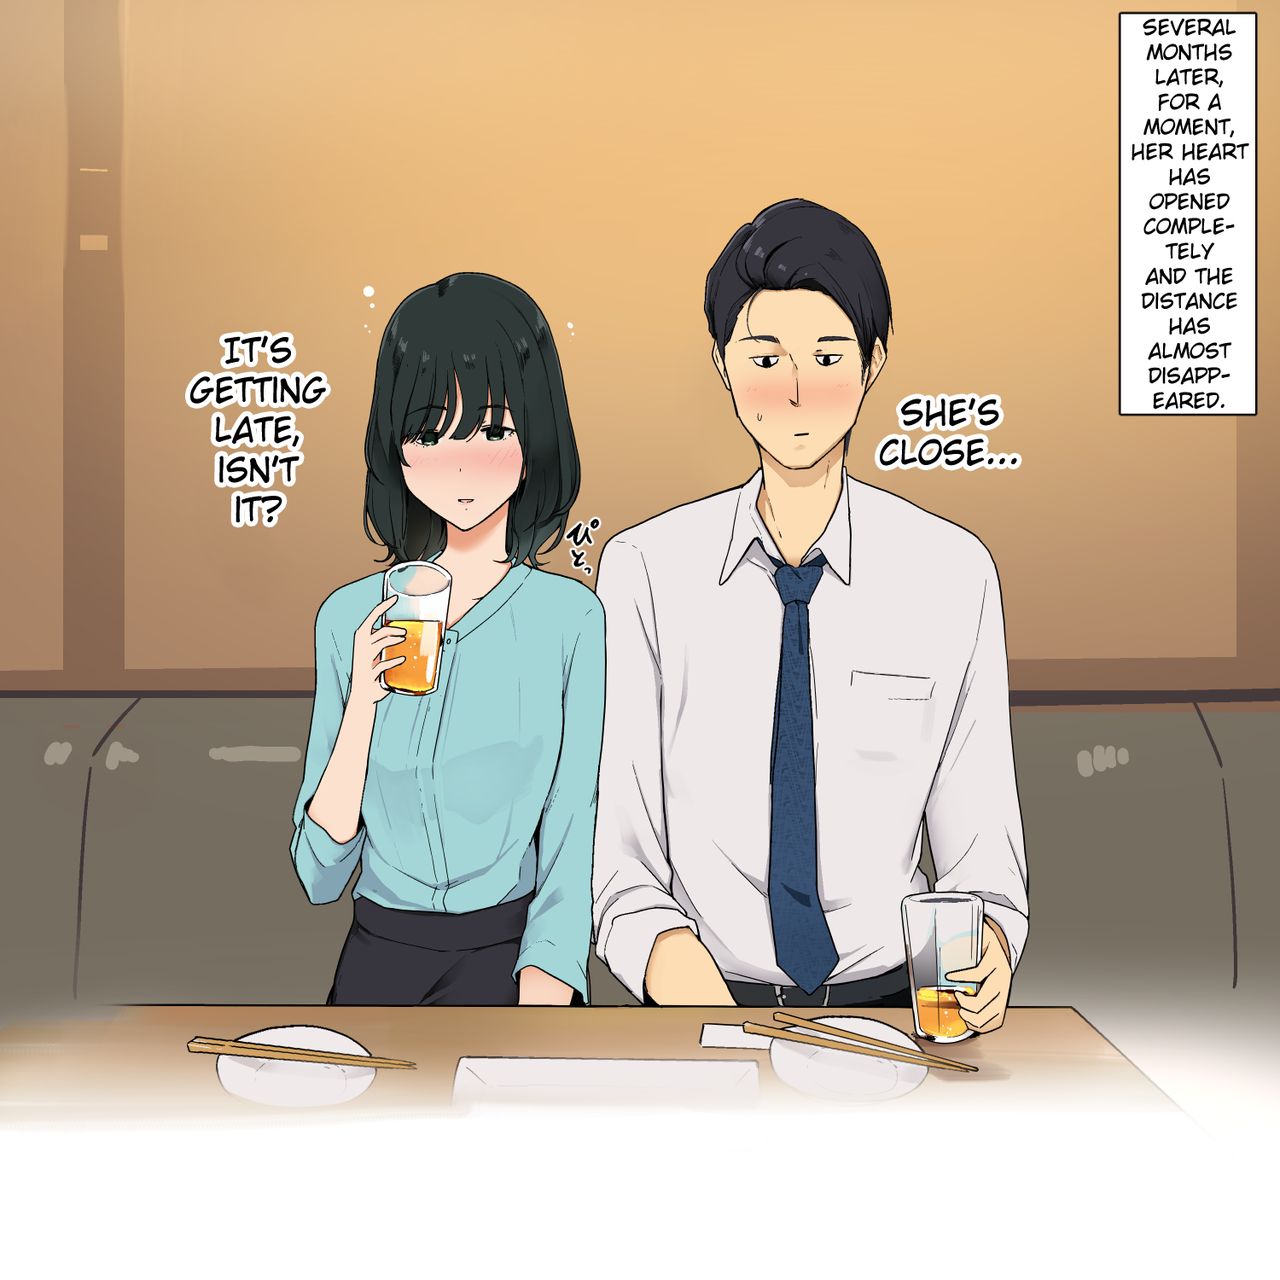 SEVERAL
MONTHS
LATER,
FOR A
MOMENT,
HER HEART
HAS
OPENED
COMPLE-
TELY
AND THE
DISTANCE
HAS
ALMOST
DISAPP-
EARED.
IT'S
GETTING
LATE,
ISN'T
IT?
SHE'S
CLOSE...
ぴとっ